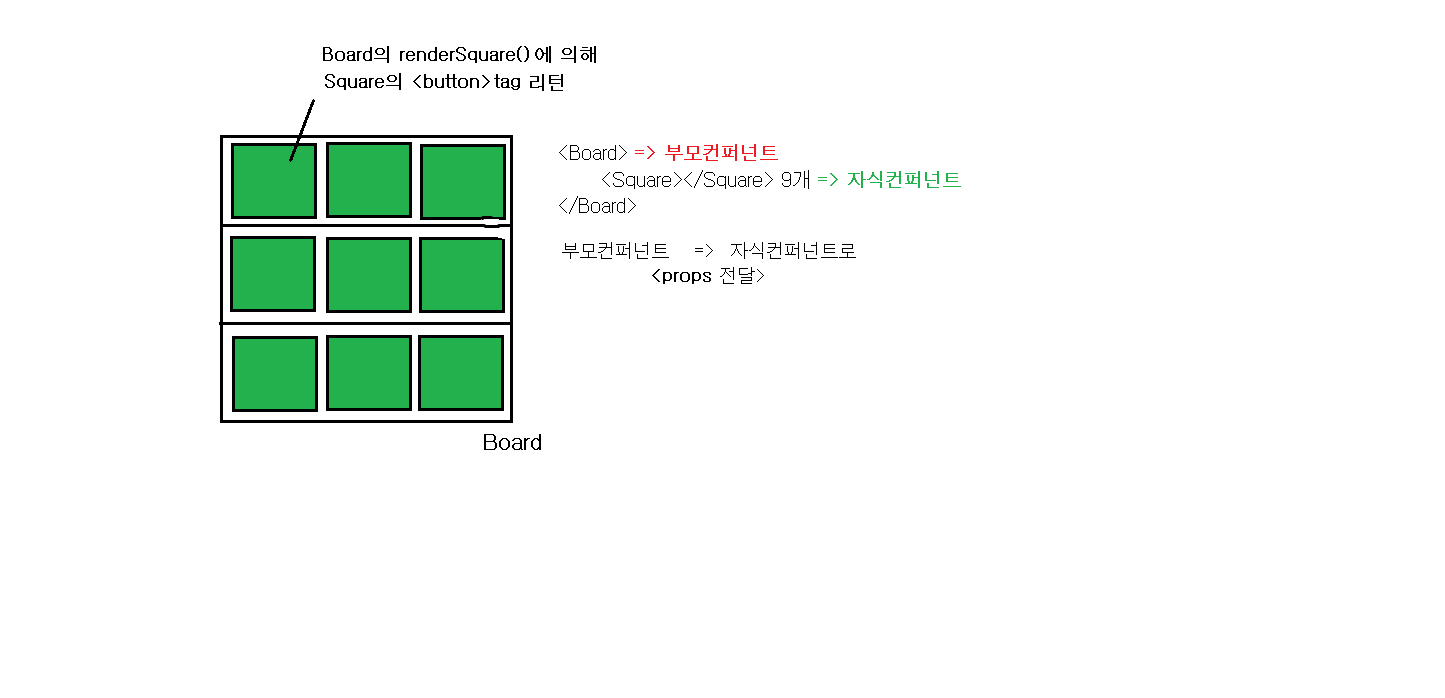 Board의 renderSquare()에 의해
Square의 <button>tag 리턴
<Board> => 부모컨퍼넌트
<Square></Square> 9개 => 자식컨퍼넌트
</Board>
부모컨퍼넌트 => 자식컨퍼넌트로
<props 전달>
Board